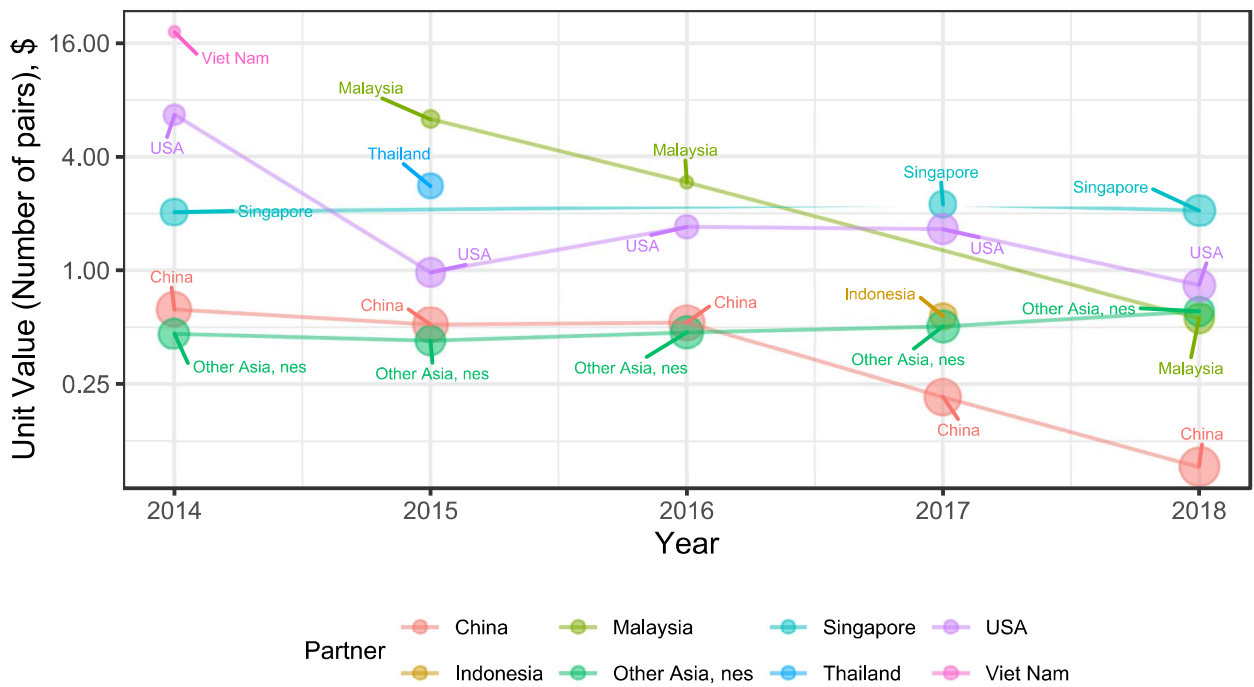 Unit Value (Number of pairs), $
16.00
4.00
1.00
0.25
Viet Nam
Malaysia
USA
Thailand
Malaysia
Singapore
Singapore
Singapore
USA
USA
USA
USA
China
China
China
Indonesia
Other Asia, nes
Other Asia, nes
Other Asia, nes
Other Asia, nes
Other Asia, nes
Malaysia
China
China
2014 2015 2016 2017 2018
Year
Partner
China Malaysia Singapore USA
Indonesia Other Asia, nes Thailand Viet Nam